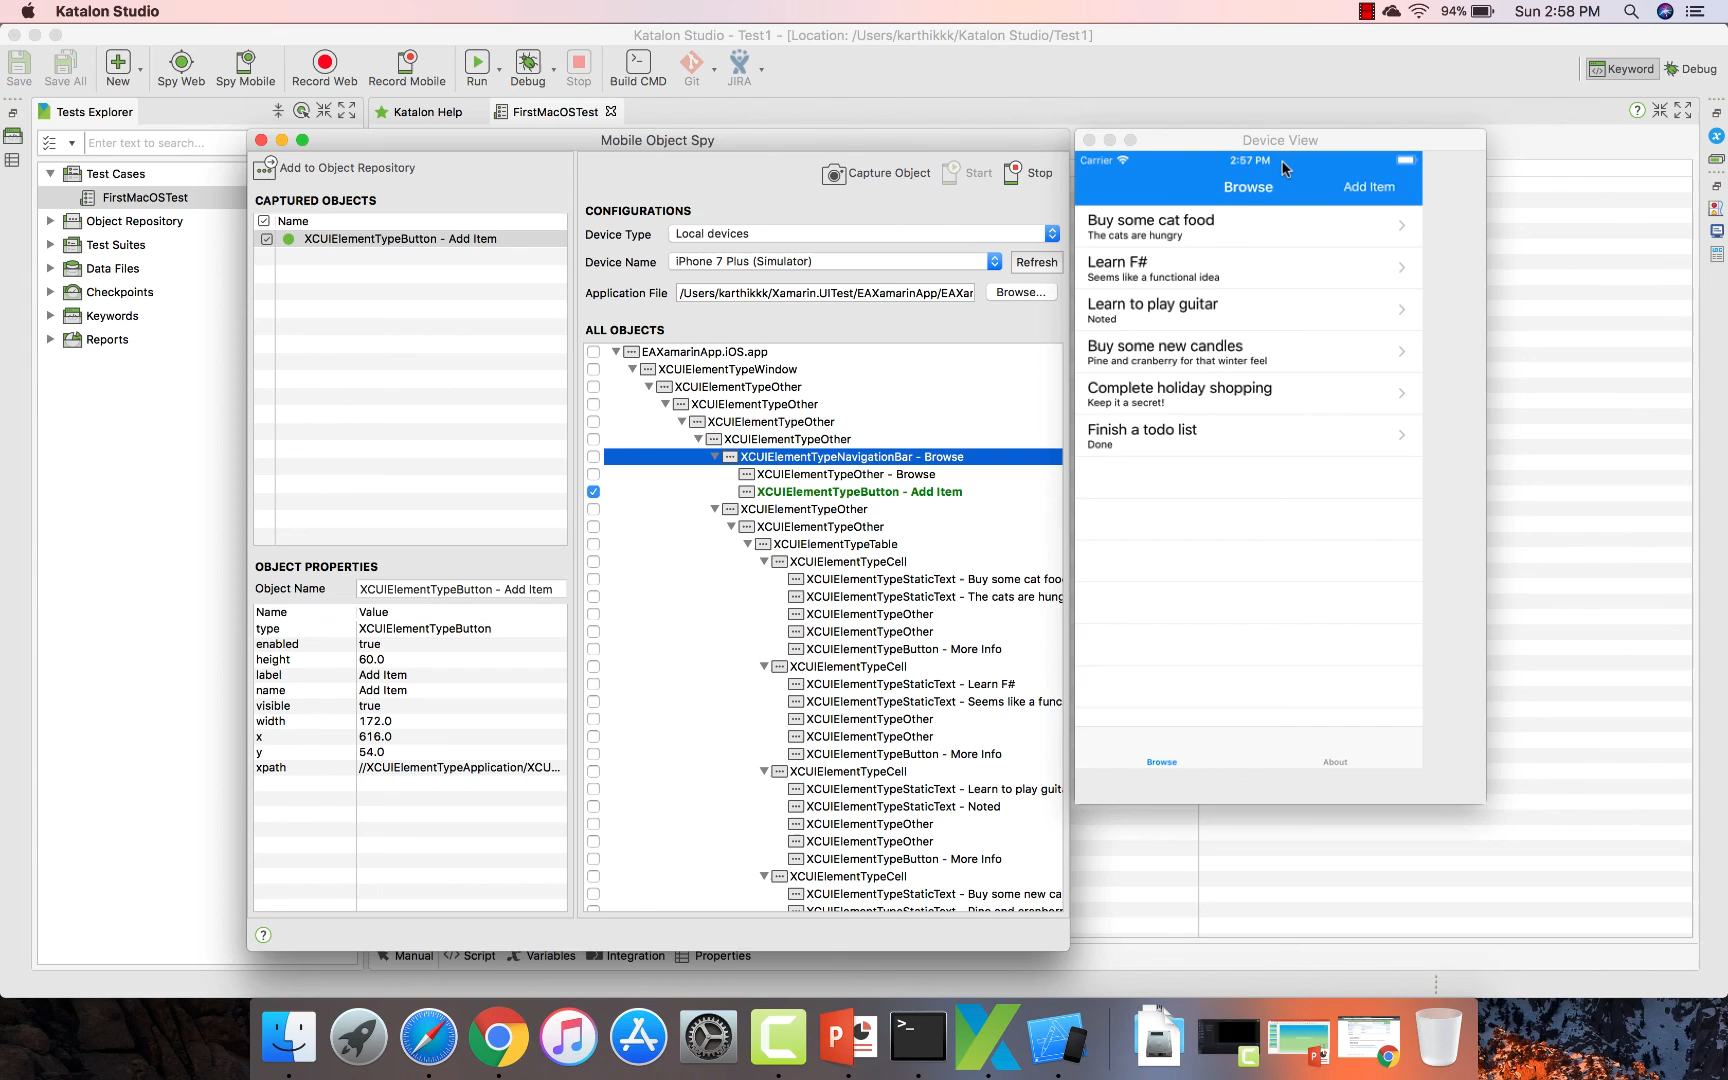 Katalon Studio
94%
Sun 2:58 PM
Katalon Studio - Test1 - [Location: /Users/karthikkk/Katalon Studio/Test1]
Save
Save All
New
Spy Web
Spy Mobile
Record Web
Record Mobile
Run
Debug
Stop
Build CMD
Git
JIRA
Keyword
Debug
Tests Explorer
Katalon Help
FirstMacOSTest
Enter text to search...
Test Cases
FirstMacOSTest
Object Repository
Test Suites
Data Files
Checkpoints
Keywords
Reports
Mobile Object Spy
Add to Object Repository
CAPTURED OBJECTS
Name
XCUIElementTypeButton - Add Item
OBJECT PROPERTIES
Object Name XCUIElementTypeButton - Add Item
Name Value
type XCUIElementTypeButton
enabled true
height 60.0
label Add Item
name Add Item
visible true
width 172.0
x 616.0
y 54.0
xpath //XCUIElementTypeApplication/XCU...
Capture Object
Start
Stop
CONFIGURATIONS
Device Type Local devices
Device Name iPhone 7 Plus (Simulator) Refresh
Application File /Users/karthikkk/Xamarin.UITest/EAXamarinApp/EAXar Browse...
ALL OBJECTS
EAXamarinApp.iOS.app
XCUIElementTypeWindow
XCUIElementTypeOther
XCUIElementTypeOther
XCUIElementTypeOther
XCUIElementTypeOther
XCUIElementTypeNavigationBar - Browse
XCUIElementTypeOther - Browse
XCUIElementTypeButton - Add Item
XCUIElementTypeOther
XCUIElementTypeOther
XCUIElementTypeTable
XCUIElementTypeCell
XCUIElementTypeStaticText - Buy some cat foo
XCUIElementTypeStaticText - The cats are hung
XCUIElementTypeOther
XCUIElementTypeOther
XCUIElementTypeButton - More Info
XCUIElementTypeCell
XCUIElementTypeStaticText - Learn F#
XCUIElementTypeStaticText - Seems like a func
XCUIElementTypeOther
XCUIElementTypeOther
XCUIElementTypeButton - More Info
XCUIElementTypeCell
XCUIElementTypeStaticText - Learn to play guit
XCUIElementTypeStaticText - Noted
XCUIElementTypeOther
XCUIElementTypeOther
XCUIElementTypeButton - More Info
XCUIElementTypeCell
XCUIElementTypeStaticText - Buy some new ca
XCUIElementTypeStaticText - Pine and cranberr
Device View
Carrier
2:57 PM
Browse
Add Item
Buy some cat food
The cats are hungry
Learn F#
Seems like a functional idea
Learn to play guitar
Noted
Buy some new candles
Pine and cranberry for that winter feel
Complete holiday shopping
Keep it a secret!
Finish a todo list
Done
Browse
About
Manual
Script
Variables
Integration
Properties